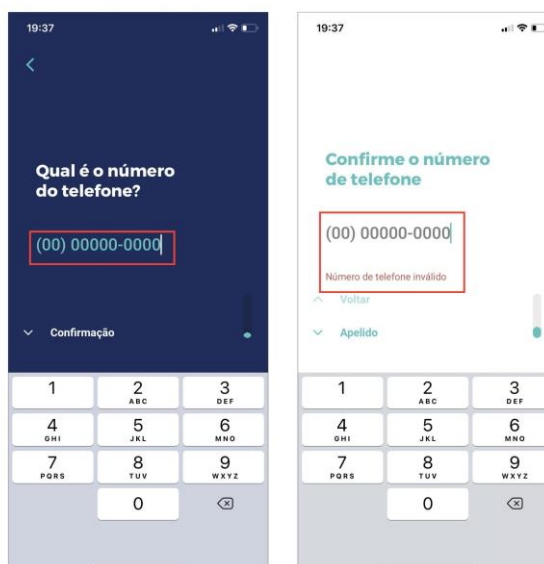 19:37
Qual é o número
do telefone?
(00) 00000-0000
Confirmação
1
2
ABC
3
DEF
4
GHI
5
JKL
6
MNO
7
PQRS
8
TUV
9
WXYZ
0
19:37
Confirme o número
de telefone
(00) 00000-0000
Número de telefone inválido
Voltar
Apelido
1
2
ABC
3
DEF
4
GHI
5
JKL
6
MNO
7
PQRS
8
TUV
9
WXYZ
0